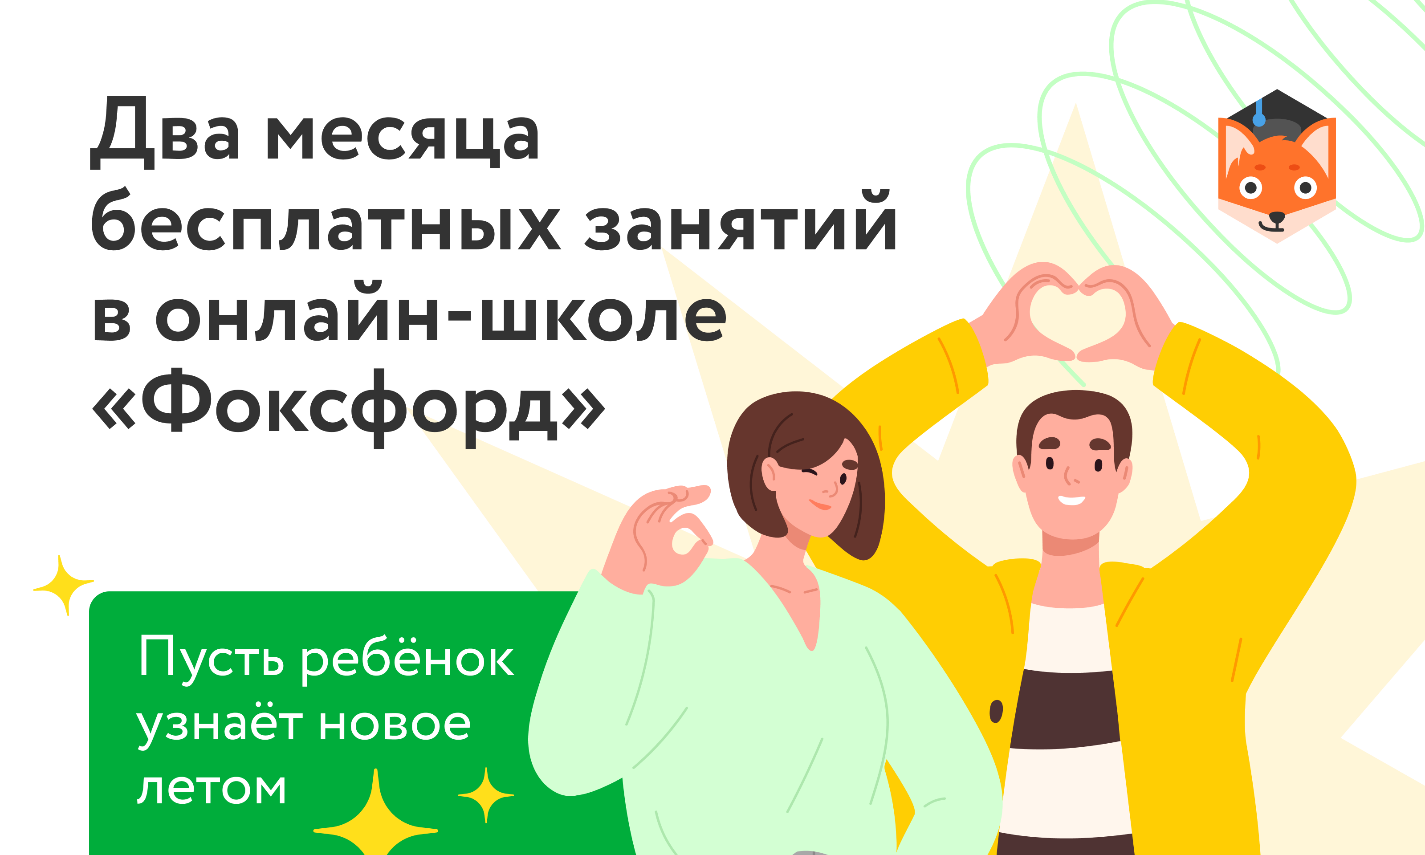 Два месяца
бесплатных занятий
в онлайн-школе
«Фоксфорд»
Пусть ребёнок
узнаёт новое
летом